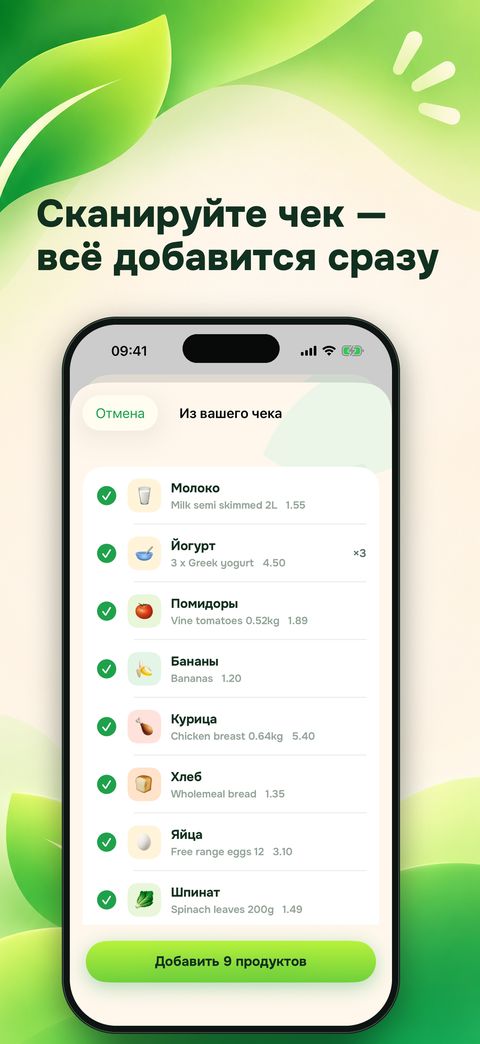 Сканируйте чек —
всё добавится сразу
09:41
Отмена
Из вашего чека
Молоко
Milk semi skimmed 2L 1.55
Йогурт
3 x Greek yogurt 4.50
×3
Помидоры
Vine tomatoes 0.52kg 1.89
Бананы
Bananas 1.20
Курица
Chicken breast 0.64kg 5.40
Хлеб
Wholemeal bread 1.35
Яйца
Free range eggs 12 3.10
Шпинат
Spinach leaves 200g 1.49
Добавить 9 продуктов